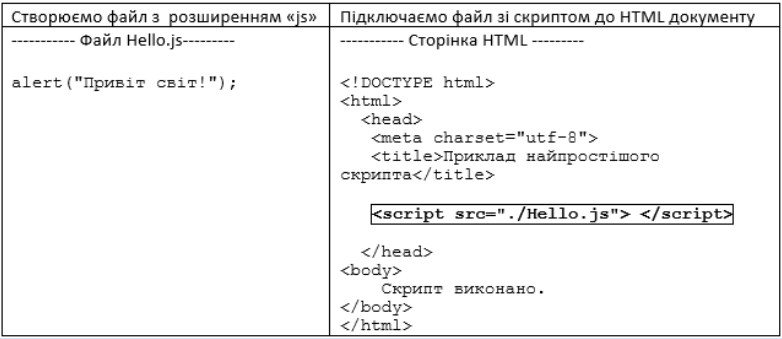 Створюємо файл з розширенням «js»
----------- Файл Hello.js---------
alert("Привіт світ!");
Підключаємо файл зі скриптом до HTML документу
----------- Сторінка HTML ---------
<!DOCTYPE html>
<html>
<head>
<meta charset="utf-8">
<title>Приклад найпростішого
скрипта</title>
<script src="./Hello.js"> </script>
</head>
<body>
Скрипт виконано.
</body>
</html>